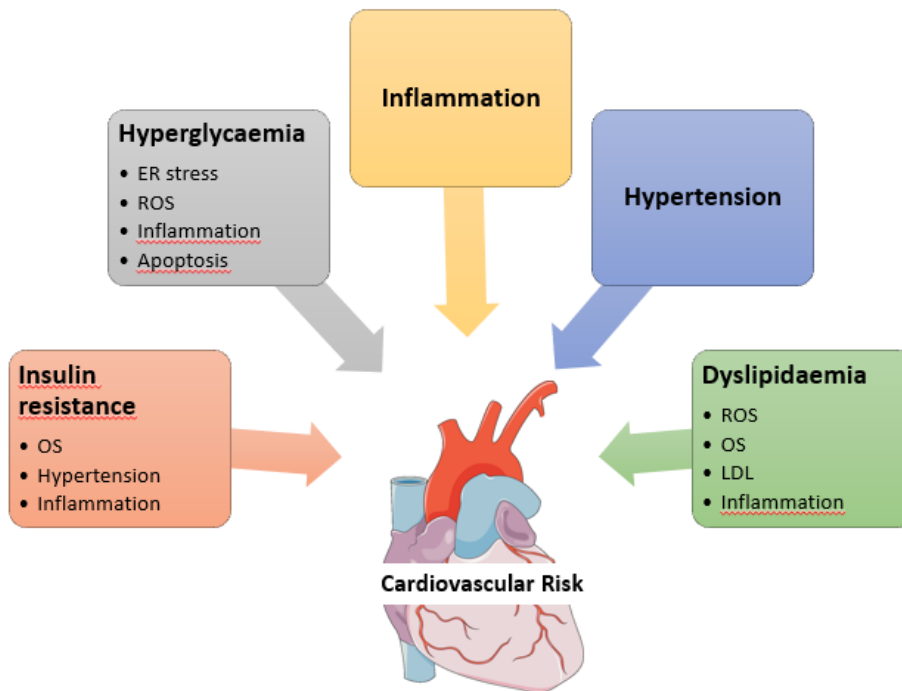 Inflammation
Hyperglycaemia
• ER stress
• ROS
• Inflammation
• Apoptosis
Hypertension
Insulin
resistance
• OS
• Hypertension
• Inflammation
Dyslipidaemia
• ROS
• OS
• LDL
• Inflammation
Cardiovascular Risk